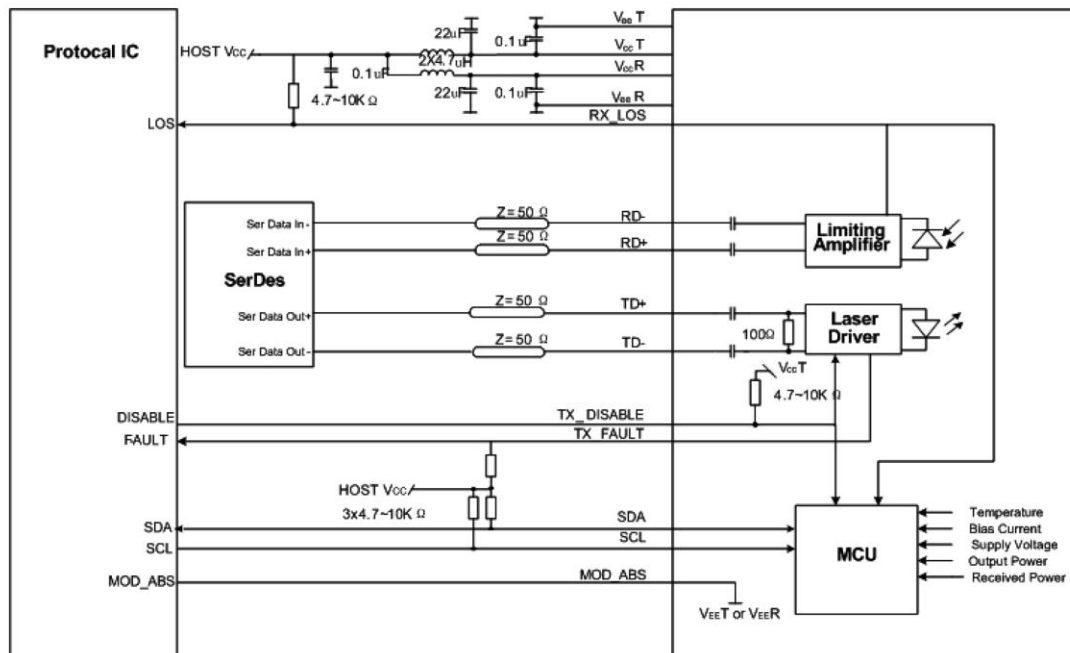 Protocal IC
HOST Vcc
22uF
0.1uF
VeeT
VccT
2X4.7uH
VccR
0.1uF
4.7~10K Ω
22uF
0.1uF
VeeR
LOS
RX_LOS
Ser Data In-
Z= 50 Ω
RD-
Ser Data In+
Z= 50 Ω
RD+
Limiting
Amplifier
SerDes
Ser Data Out+
Z= 50 Ω
TD+
Laser
Driver
100Ω
Ser Data Out-
Z= 50 Ω
TD-
VccT
4.7~10K Ω
DISABLE
TX_DISABLE
FAULT
TX_FAULT
HOST Vcc
3x4.7~10K Ω
SDA
SDA
SCL
SCL
MOD_ABS
MOD_ABS
VEET or VEER
MCU
Temperature
Bias Current
Supply Voltage
Output Power
Received Power